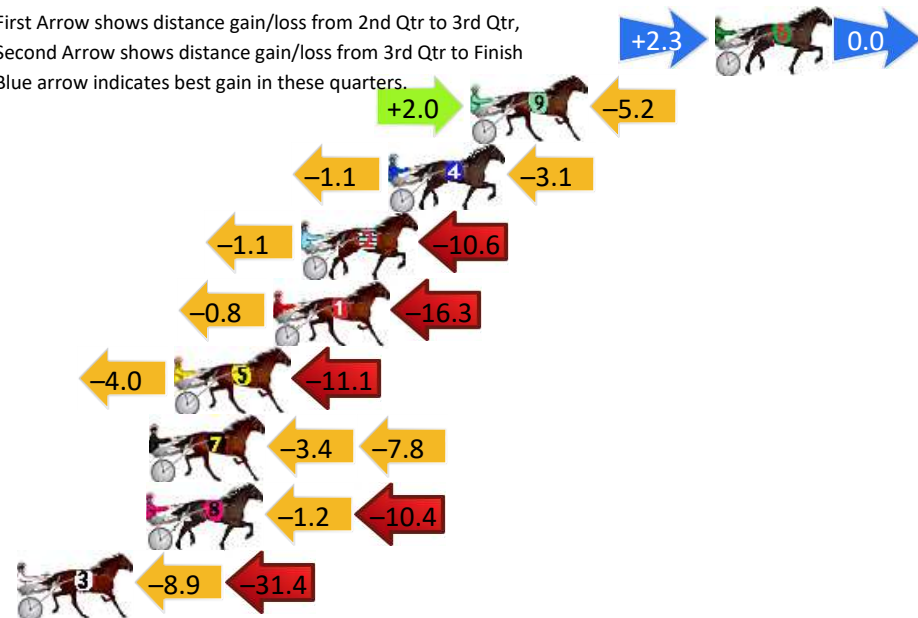 First Arrow shows distance gain/loss from 2nd Qtr to 3rd Qtr,
Second Arrow shows distance gain/loss from 3rd Qtr to Finish
Blue arrow indicates best gain in these quarters.
+2.3 6 0.0
+2.0 9 –5.2
–1.1 4 –3.1
–1.1 2 –10.6
–0.8 1 –16.3
–4.0 5 –11.1
7 –3.4 –7.8
8 –1.2 –10.4
3 –8.9 –31.4